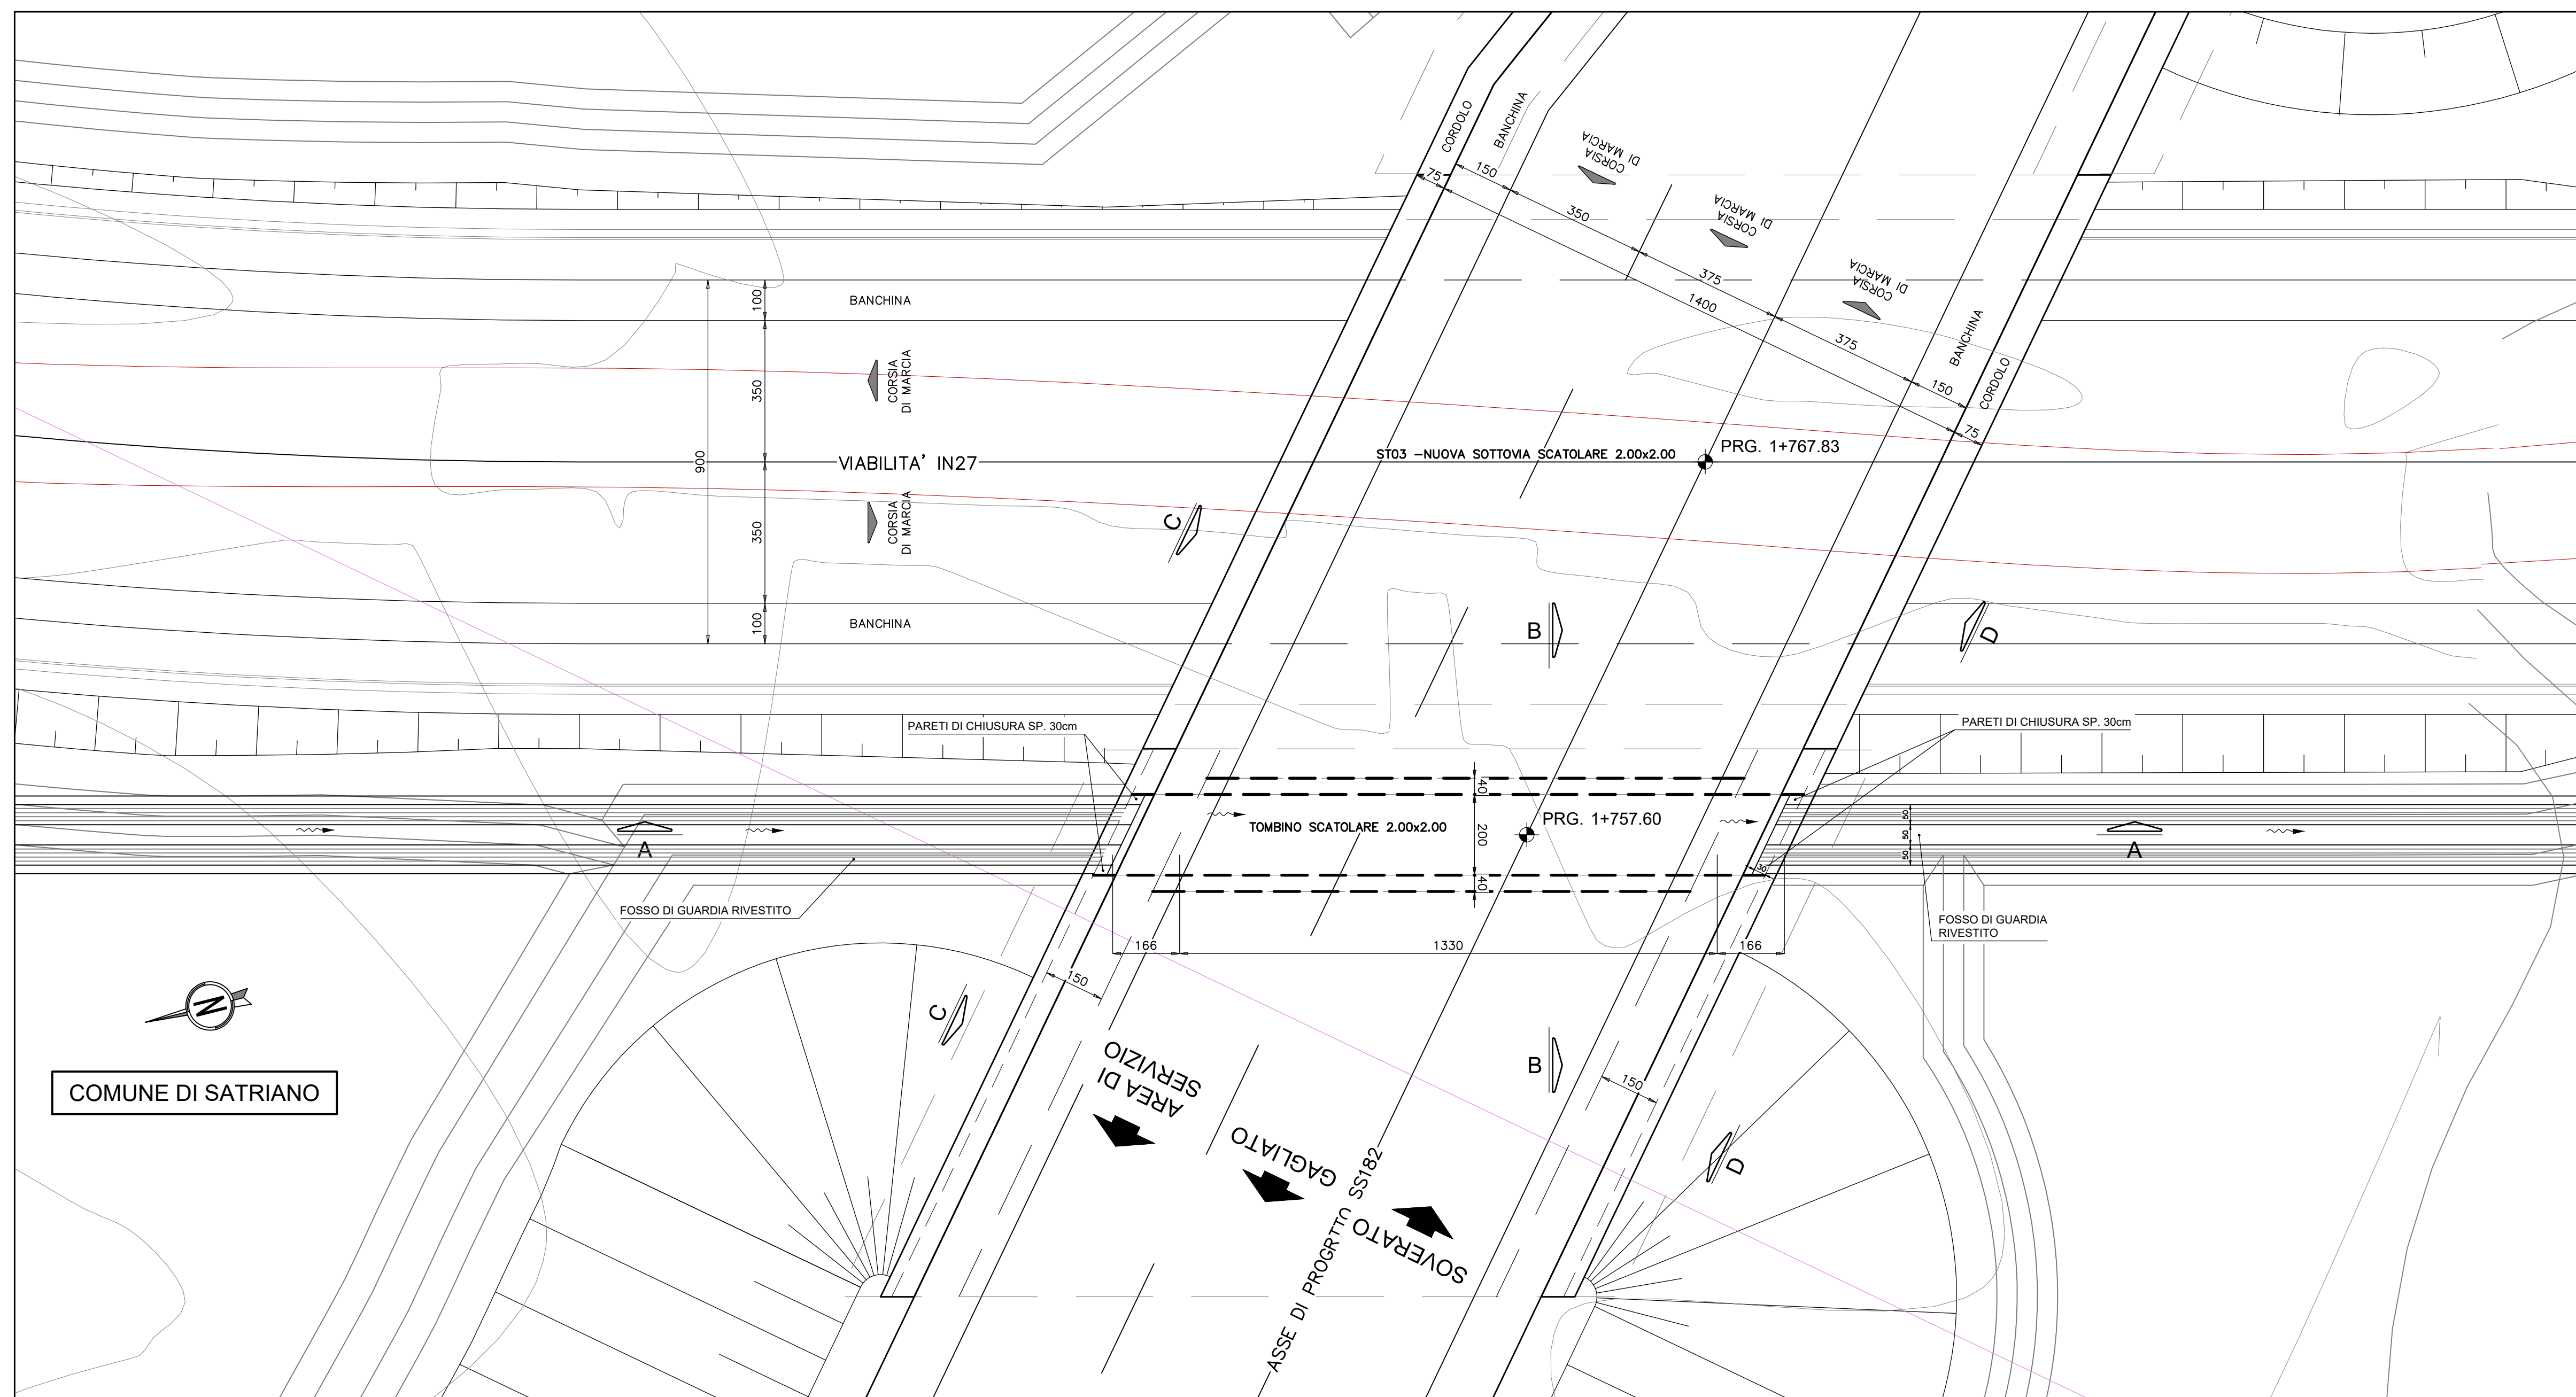 CORDOLO
BANCHINA
75
150
350
375
1400
375
150
75
CORSIA
DI MARCIA
CORSIA
DI MARCIA
CORSIA
DI MARCIA
BANCHINA
CORDOLO
100
BANCHINA
350
CORSIA
DI MARCIA
900
VIABILITA' IN27
ST03 -NUOVA SOTTOVIA SCATOLARE 2.00x2.00
PRG. 1+767.83
350
CORSIA
DI MARCIA
C
100
BANCHINA
B
D
PARETI DI CHIUSURA SP. 30cm
PARETI DI CHIUSURA SP. 30cm
40
200
40
PRG. 1+757.60
TOMBINO SCATOLARE 2.00x2.00
A
A
50
50
50
30
FOSSO DI GUARDIA RIVESTITO
FOSSO DI GUARDIA
RIVESTITO
166
1330
166
150
N
C
COMUNE DI SATRIANO
AREA DI
SERVIZIO
GAGLIATO
SOVERATO
B
150
D
ASSE DI PROGRTTO SS182